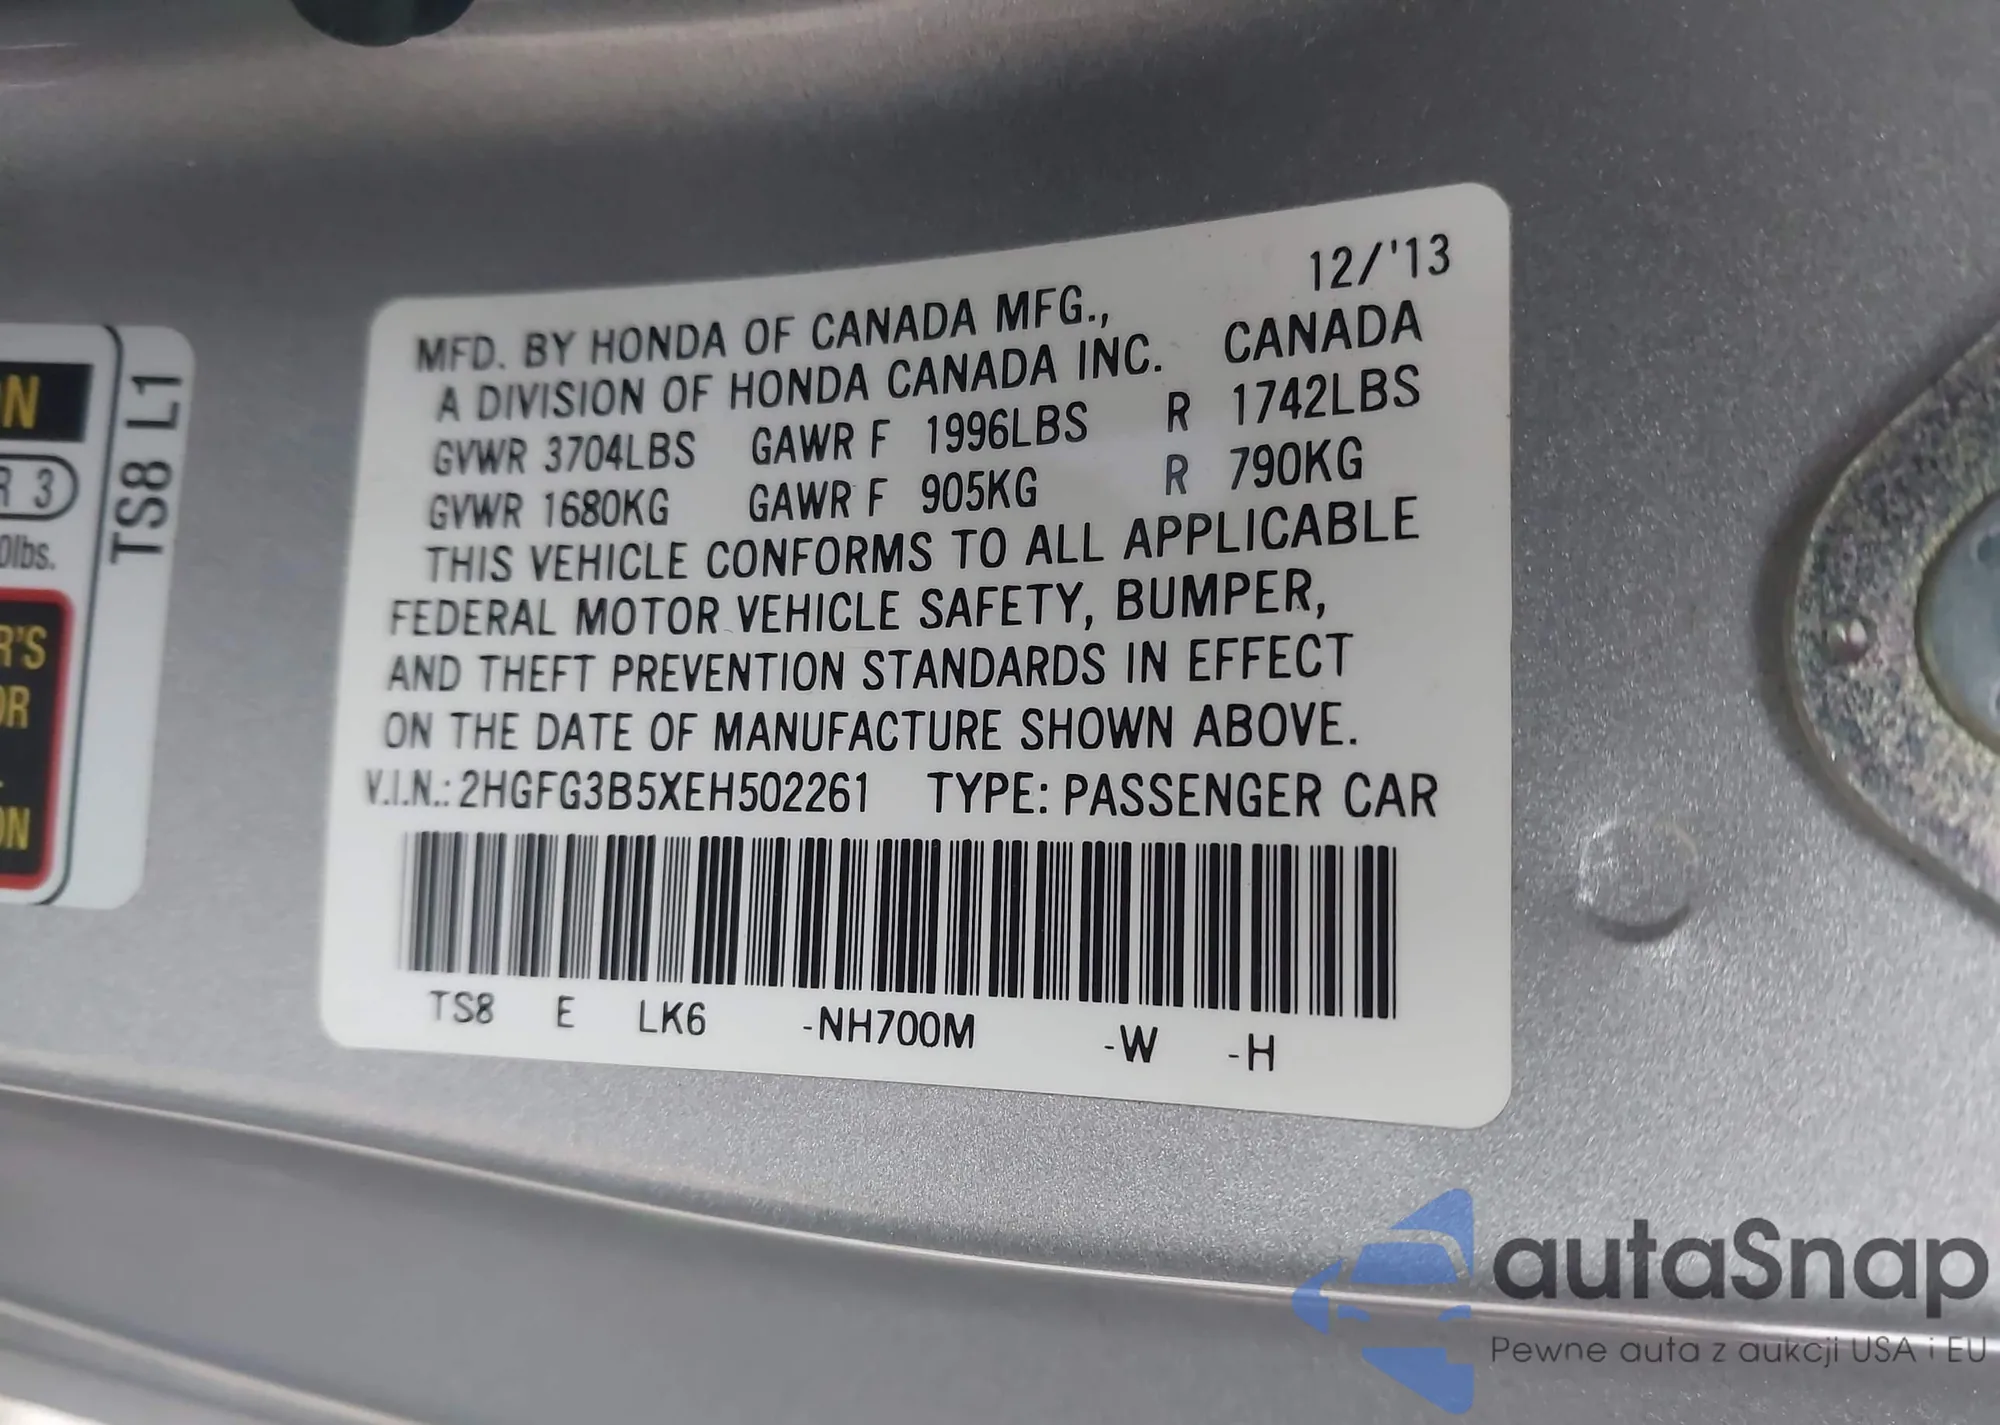 12/'13
MFD. BY HONDA OF CANADA MFG.,
A DIVISION OF HONDA CANADA INC. CANADA
GVWR 3704LBS GAWR F 1996LBS R 1742LBS
GVWR 1680KG GAWR F 905KG R 790KG
THIS VEHICLE CONFORMS TO ALL APPLICABLE
FEDERAL MOTOR VEHICLE SAFETY, BUMPER,
AND THEFT PREVENTION STANDARDS IN EFFECT
ON THE DATE OF MANUFACTURE SHOWN ABOVE.
V.I.N.: 2HGFG3B5XEH502261 TYPE: PASSENGER CAR
TS8 E LK6 -NH700M -W -H
TS8 L1
3
0lbs.
R'S
autaSnap
Pewne auta z aukcji USA i EU